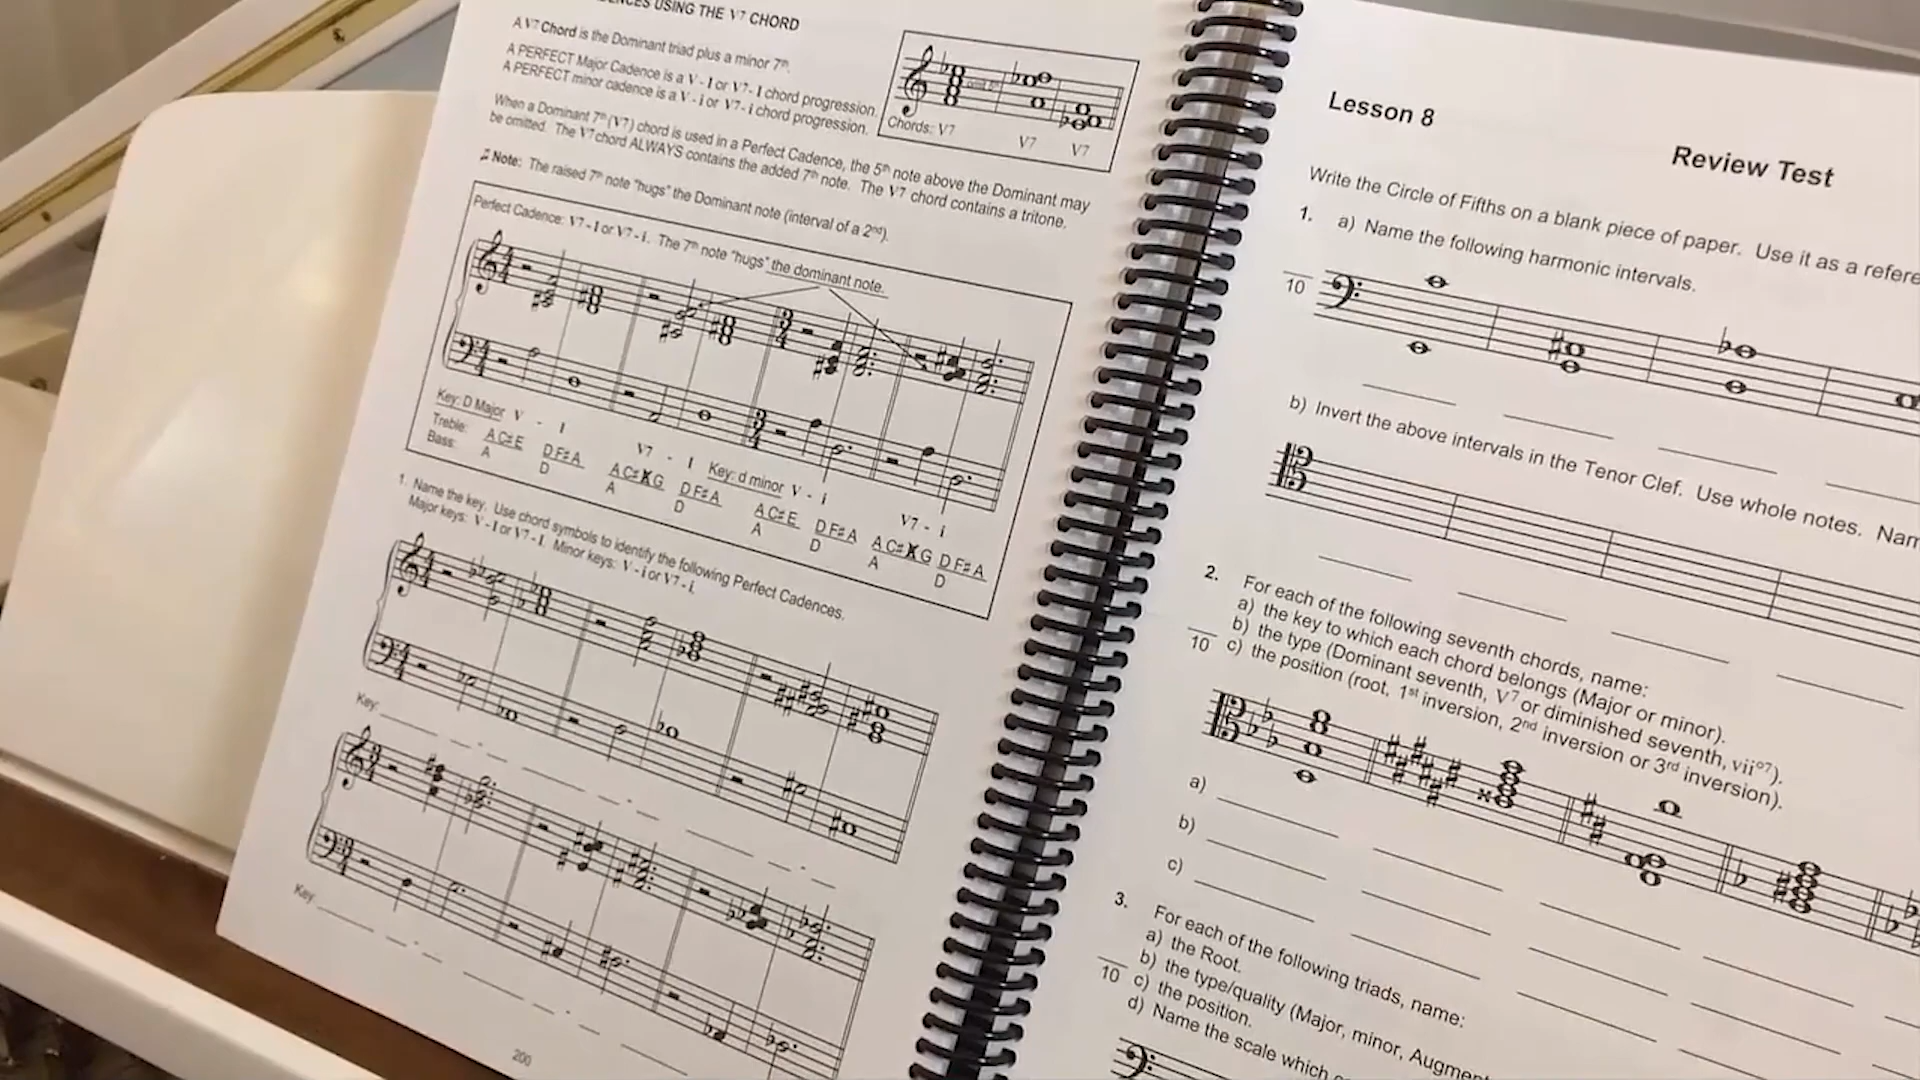 USING THE V7 CHORD
A V7 Chord is the Dominant triad plus a minor 7th.
A PERFECT Major Cadence is a V - I or V7 - I chord progression.
A PERFECT minor cadence is a V - i or V7 - i chord progression.
Chords: V7 V7 V7
When a Dominant 7th (V7) chord is used in a Perfect Cadence, the 5th note above the Dominant may
be omitted. The V7 chord ALWAYS contains the added 7th note. The V7 chord contains a tritone.
♫ Note: The raised 7th note "hugs" the Dominant note (interval of a 2nd).
Perfect Cadence: V7 - I or V7 - i. The 7th note "hugs" the dominant note.
Key: D Major V - I V7 - I Key: d minor V - i V7 - i
Treble: A C# E D F# A A C# G D F# A A C# E D F# A A C# G D F# A
Bass: A D A D A D A D
1. Name the key. Use chord symbols to identify the following Perfect Cadences.
Major keys: V - I or V7 - I. Minor keys: V - i or V7 - i.
Key:
Key:
200
Lesson 8
Review Test
Write the Circle of Fifths on a blank piece of paper. Use it as a
1. a) Name the following harmonic intervals.
10
b) Invert the above intervals in the Tenor Clef. Use whole notes.
2. For each of the following seventh chords, name:
a) the key to which each chord belongs (Major or minor).
b) the type (Dominant seventh, V7 or diminished seventh, vii°7).
10 c) the position (root, 1st inversion, 2nd inversion or 3rd inversion).
a)
b)
c)
3. For each of the following triads, name:
a) the Root.
b) the type/quality (Major, minor,
10 c) the position.
d) Name the scale which